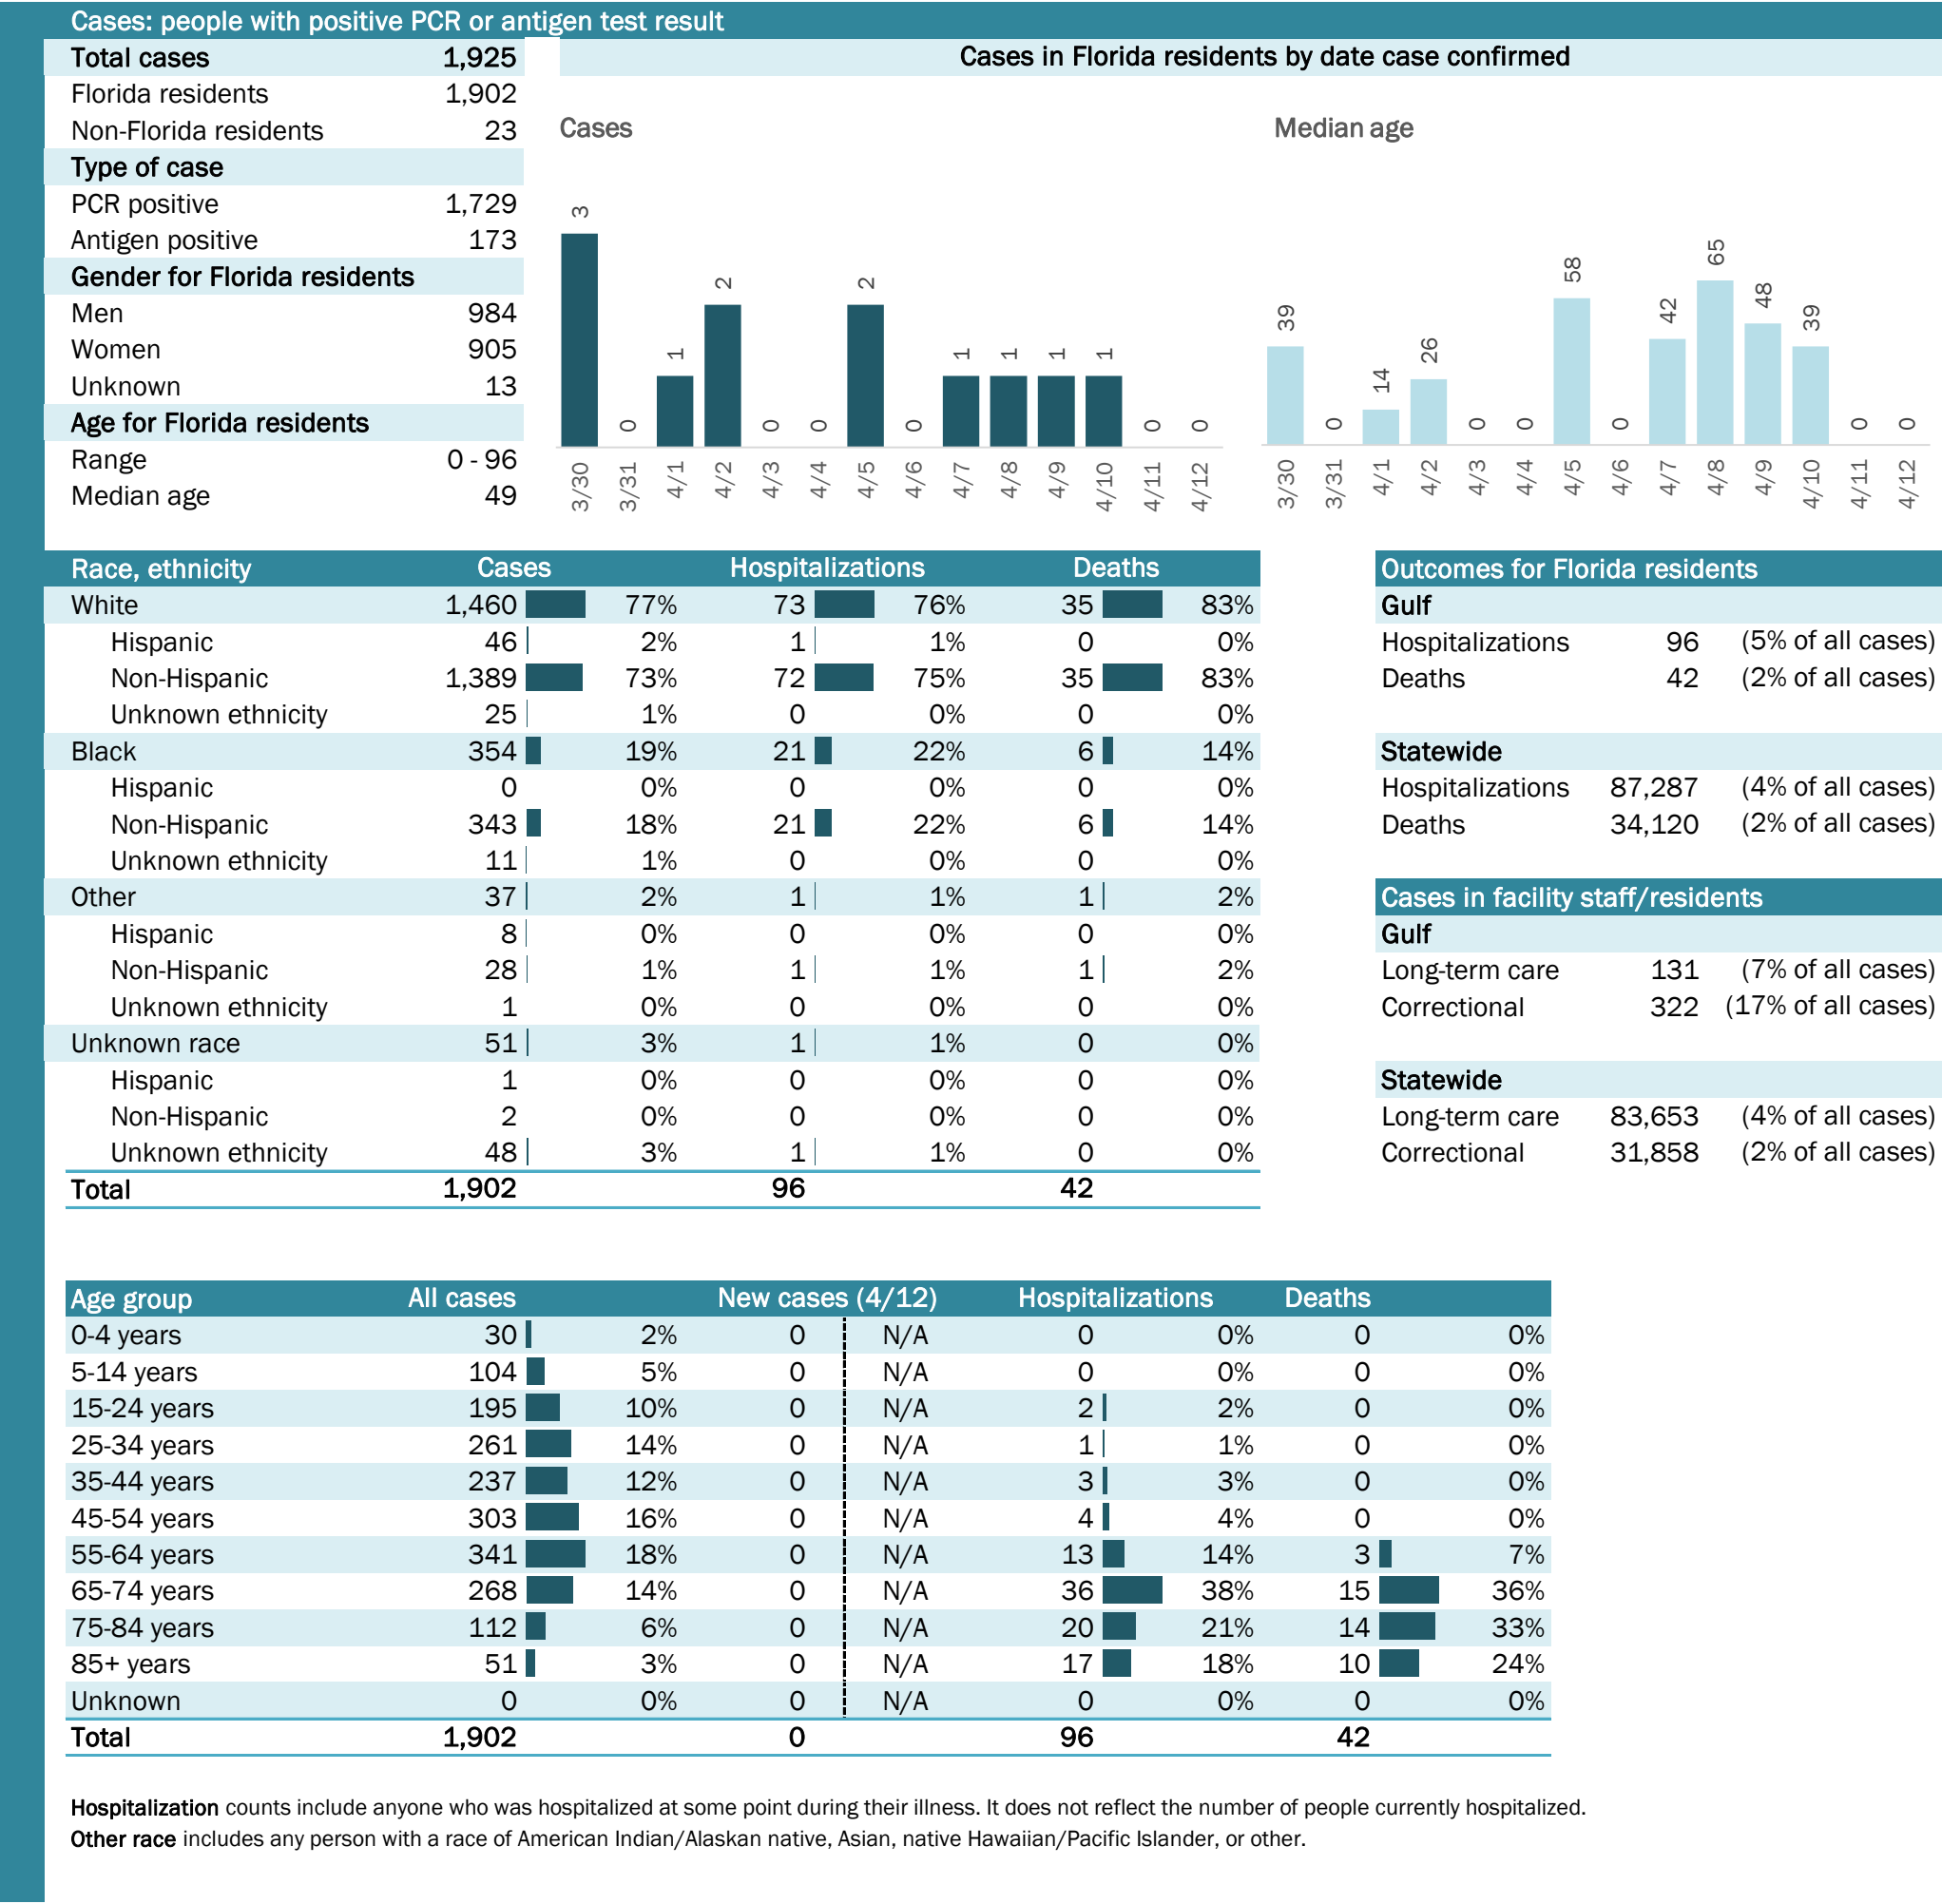 Cases: people with positive PCR or antigen test result
Total cases 1,925
Florida residents 1,902
Non-Florida residents 23
Type of case
PCR positive 1,729
Antigen positive 173
Gender for Florida residents
Men 984
Women 905
Unknown 13
Age for Florida residents
Range 0 - 96
Median age 49
Cases in Florida residents by date case confirmed
Cases
3 0 1 2 0 0 2 0 1 1 1 1 0 0
3/30 3/31 4/1 4/2 4/3 4/4 4/5 4/6 4/7 4/8 4/9 4/10 4/11 4/12
Median age
39 0 14 26 0 0 58 0 42 65 48 39 0 0
3/30 3/31 4/1 4/2 4/3 4/4 4/5 4/6 4/7 4/8 4/9 4/10 4/11 4/12
Race, ethnicity Cases Hospitalizations Deaths
White 1,460 77% 73 76% 35 83%
Hispanic 46 2% 1 1% 0 0%
Non-Hispanic 1,389 73% 72 75% 35 83%
Unknown ethnicity 25 1% 0 0% 0 0%
Black 354 19% 21 22% 6 14%
Hispanic 0 0% 0 0% 0 0%
Non-Hispanic 343 18% 21 22% 6 14%
Unknown ethnicity 11 1% 0 0% 0 0%
Other 37 2% 1 1% 1 2%
Hispanic 8 0% 0 0% 0 0%
Non-Hispanic 28 1% 1 1% 1 2%
Unknown ethnicity 1 0% 0 0% 0 0%
Unknown race 51 3% 1 1% 0 0%
Hispanic 1 0% 0 0% 0 0%
Non-Hispanic 2 0% 0 0% 0 0%
Unknown ethnicity 48 3% 1 1% 0 0%
Total 1,902 96 42
Outcomes for Florida residents
Gulf
Hospitalizations 96 (5% of all cases)
Deaths 42 (2% of all cases)
Statewide
Hospitalizations 87,287 (4% of all cases)
Deaths 34,120 (2% of all cases)
Cases in facility staff/residents
Gulf
Long-term care 131 (7% of all cases)
Correctional 322 (17% of all cases)
Statewide
Long-term care 83,653 (4% of all cases)
Correctional 31,858 (2% of all cases)
Age group All cases New cases (4/12) Hospitalizations Deaths
0-4 years 30 2% 0 N/A 0 0% 0 0%
5-14 years 104 5% 0 N/A 0 0% 0 0%
15-24 years 195 10% 0 N/A 2 2% 0 0%
25-34 years 261 14% 0 N/A 1 1% 0 0%
35-44 years 237 12% 0 N/A 3 3% 0 0%
45-54 years 303 16% 0 N/A 4 4% 0 0%
55-64 years 341 18% 0 N/A 13 14% 3 7%
65-74 years 268 14% 0 N/A 36 38% 15 36%
75-84 years 112 6% 0 N/A 20 21% 14 33%
85+ years 51 3% 0 N/A 17 18% 10 24%
Unknown 0 0% 0 N/A 0 0% 0 0%
Total 1,902 0 96 42
Hospitalization counts include anyone who was hospitalized at some point during their illness. It does not reflect the number of people currently hospitalized.
Other race includes any person with a race of American Indian/Alaskan native, Asian, native Hawaiian/Pacific Islander, or other.